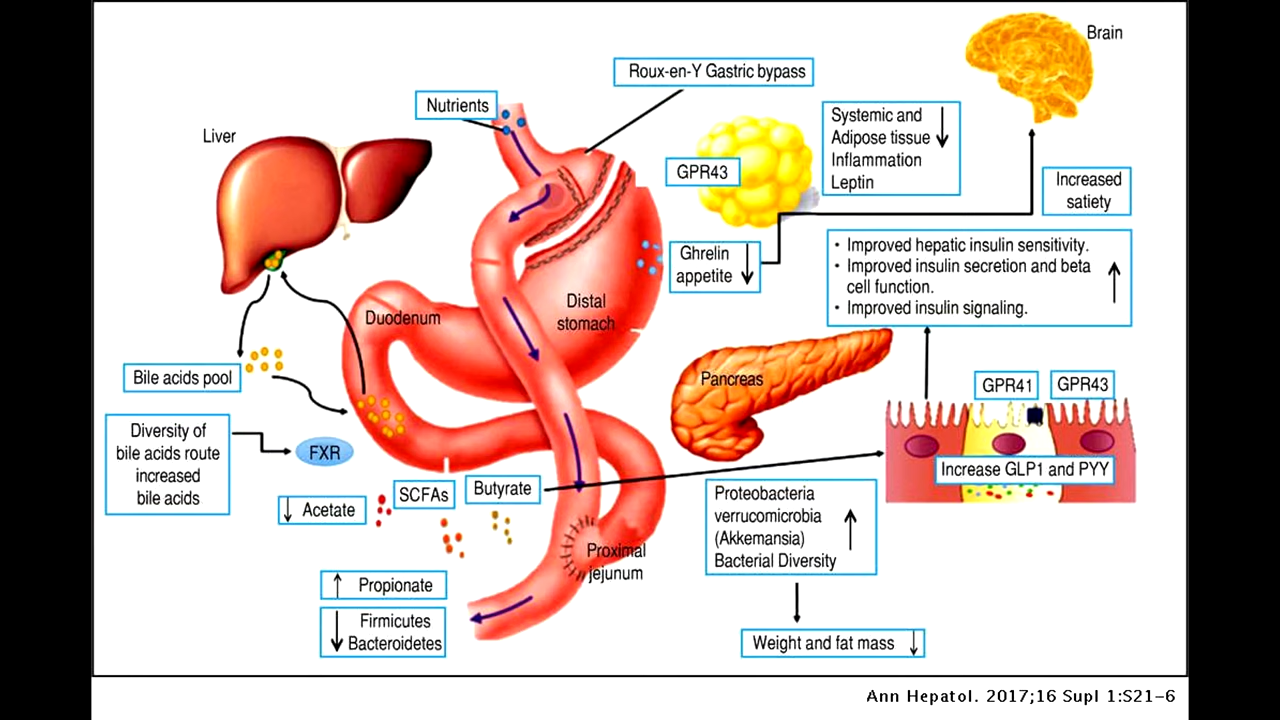 Brain
Roux-en-Y Gastric bypass
Nutrients
Liver
Systemic and
Adipose tissue
Inflammation
Leptin
GPR43
Increased
satiety
Ghrelin
appetite
• Improved hepatic insulin sensitivity.
• Improved insulin secretion and beta
cell function.
• Improved insulin signaling.
Distal
stomach
Duodenum
Bile acids pool
Pancreas
GPR41
GPR43
Diversity of
bile acids route
increased
bile acids
FXR
Increase GLP1 and PYY
Acetate
SCFAs
Butyrate
Proteobacteria
verrucomicrobia
(Akkemansia)
Bacterial Diversity
Proximal
jejunum
Propionate
Firmicutes
Bacteroidetes
Weight and fat mass
Ann Hepatol. 2017;16 Supl 1:S21-6